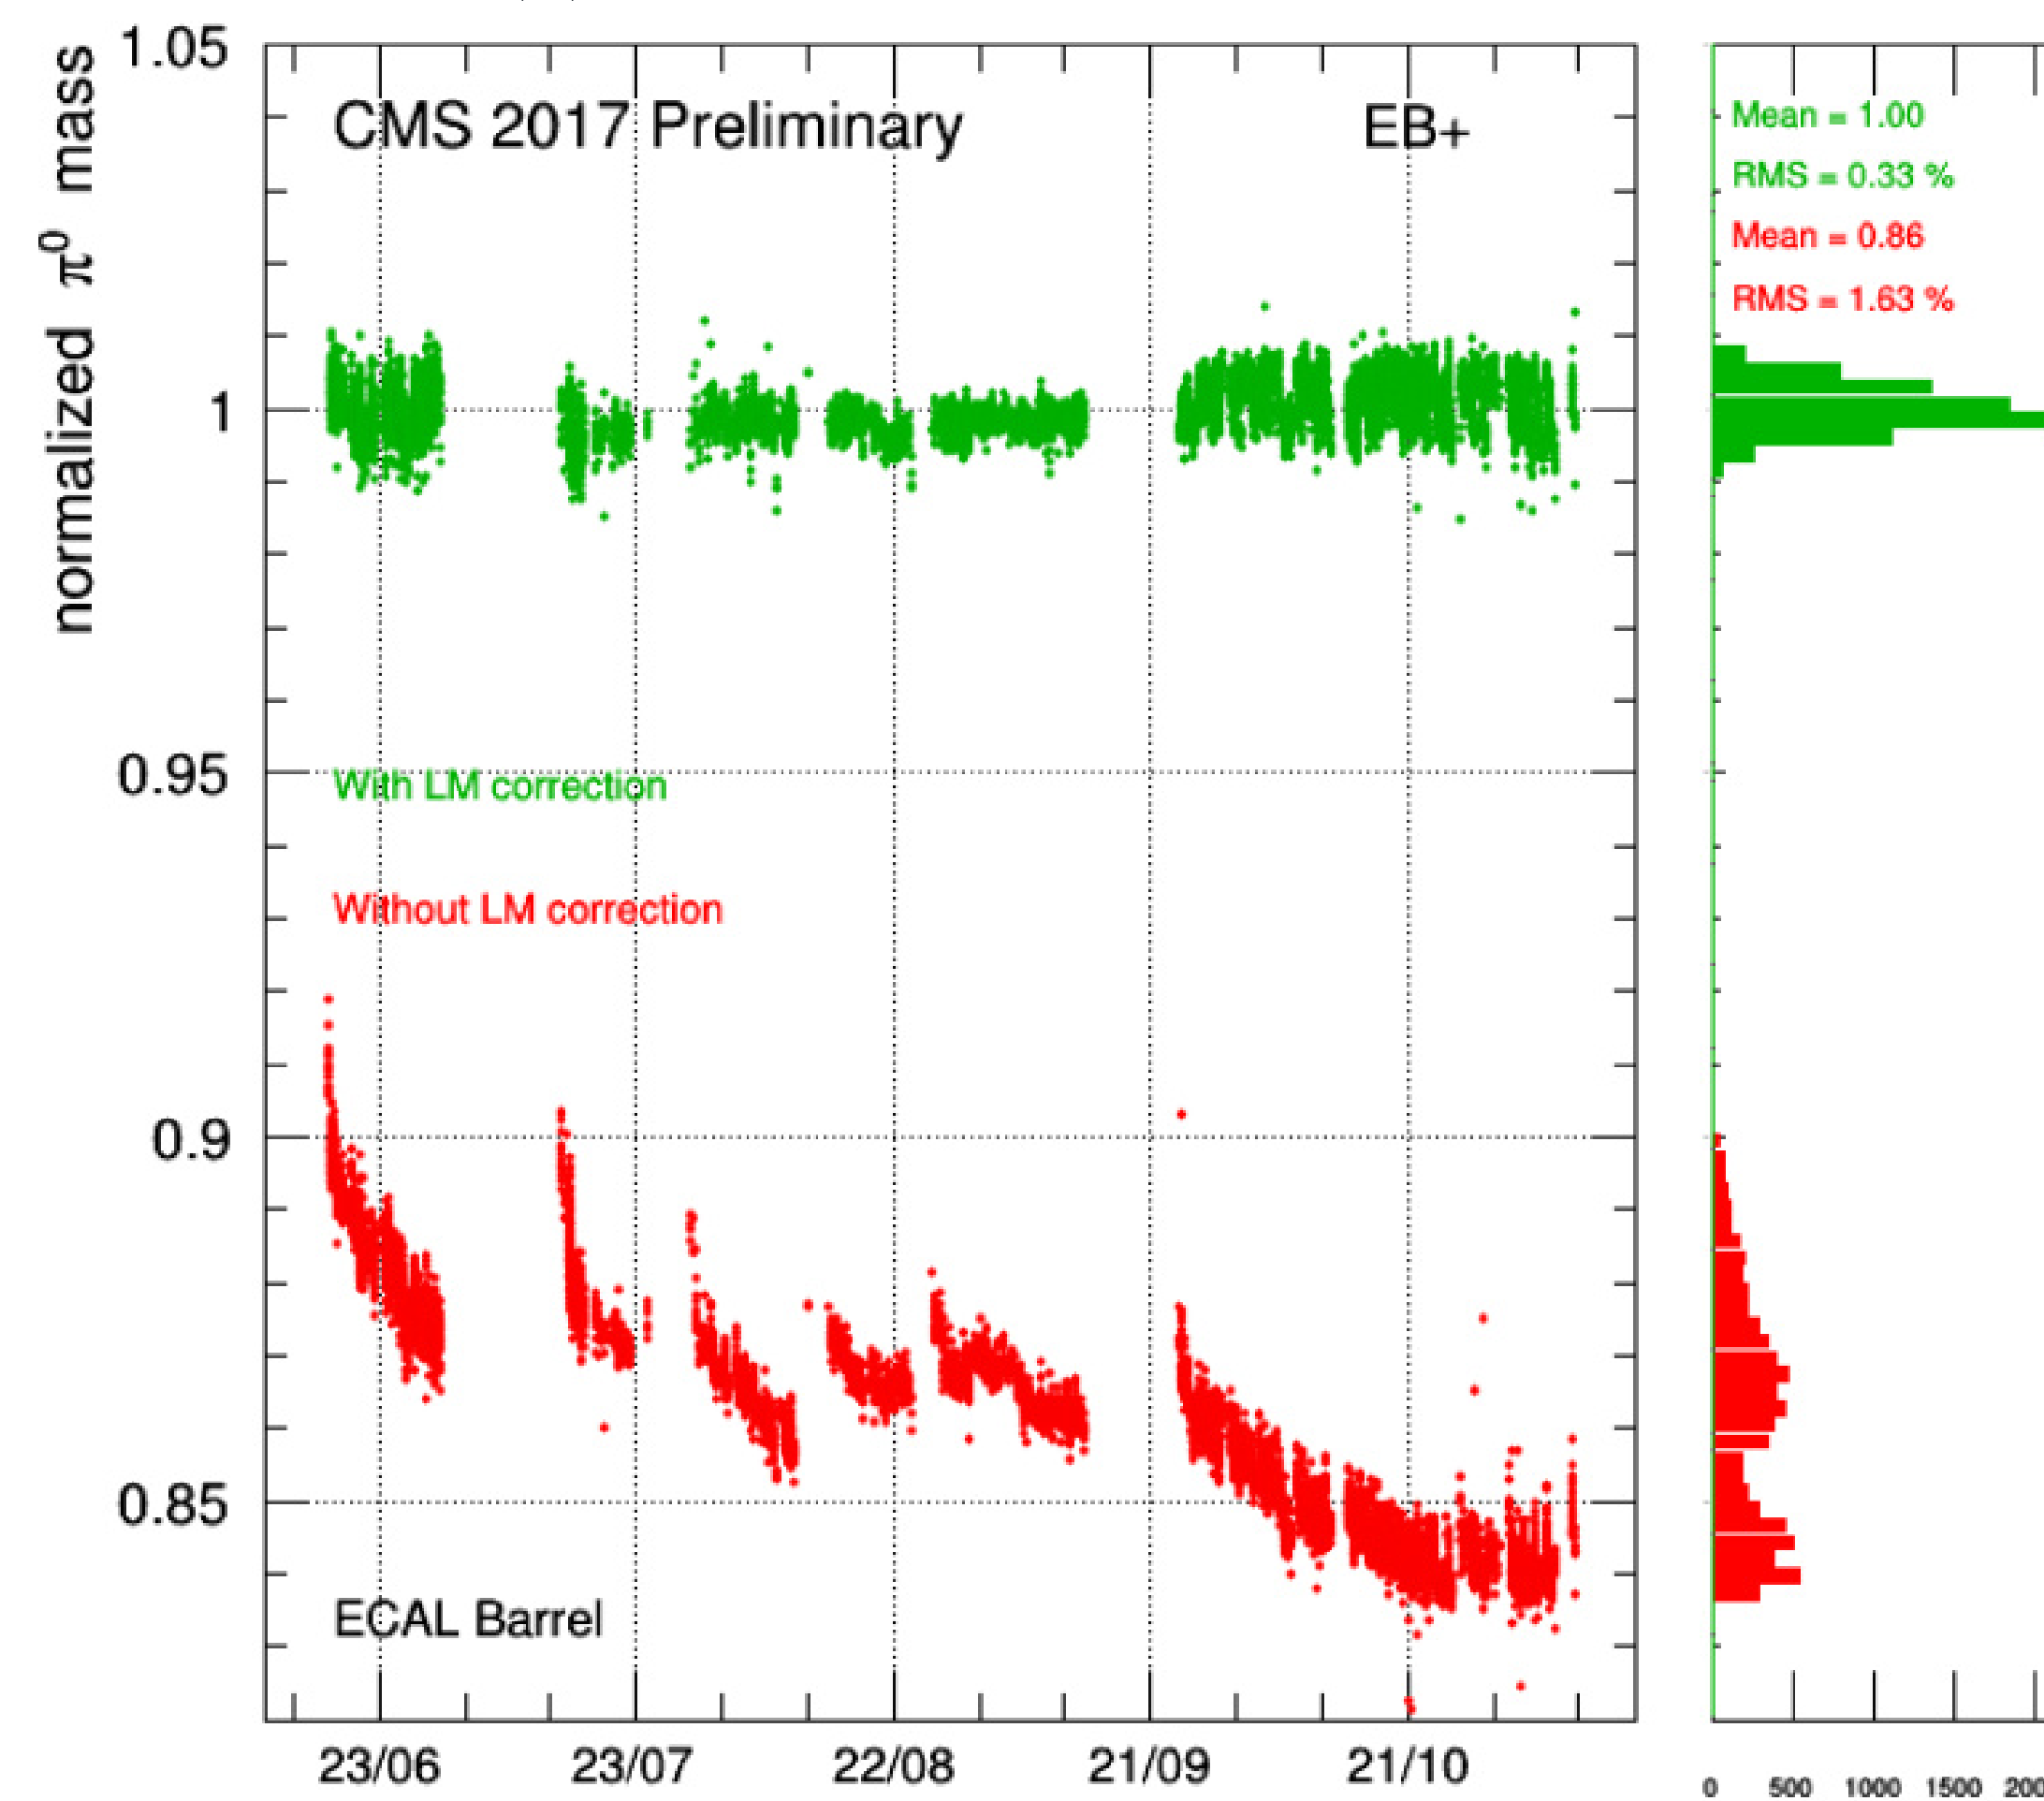 1.05
normalized π⁰ mass
CMS 2017 Preliminary
EB+
Mean = 1.00
RMS = 0.33 %
Mean = 0.86
RMS = 1.63 %
1
0.95
With LM correction
Without LM correction
0.9
0.85
ECAL Barrel
23/06 23/07 22/08 21/09 21/10
0 500 1000 1500